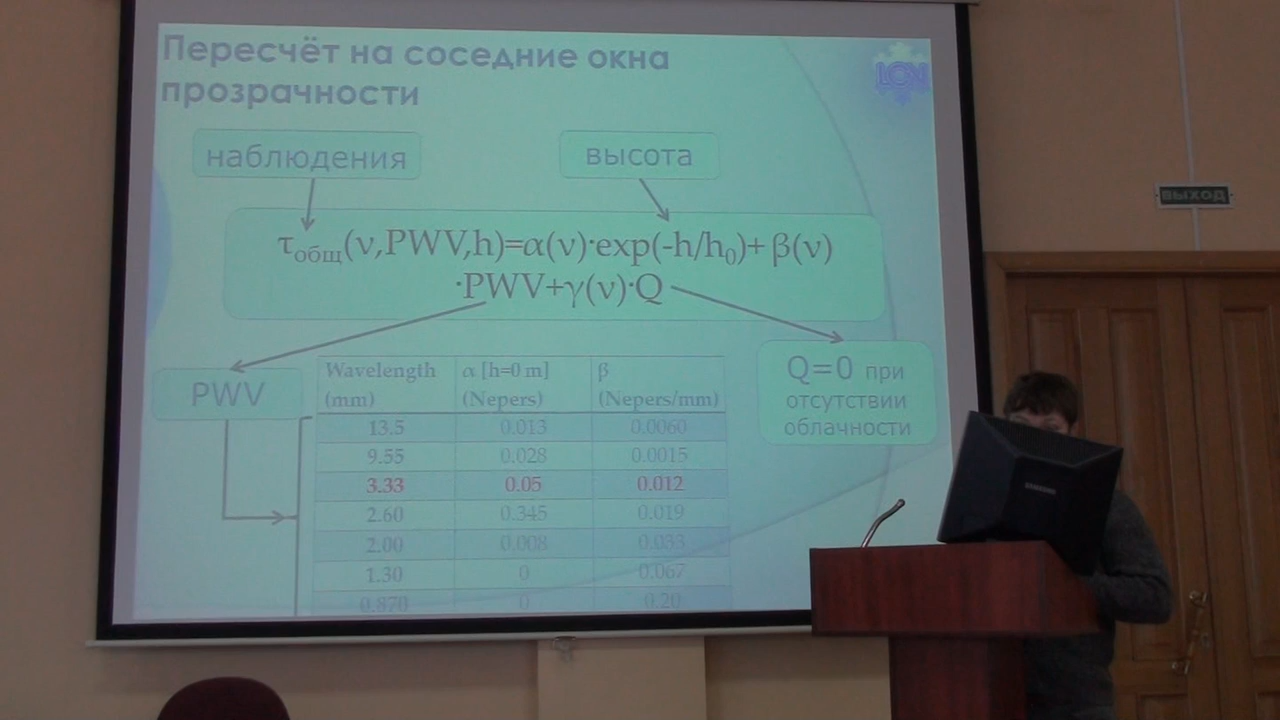 Пересчёт на соседние окна
прозрачности
LCN
наблюдения
высота
τобщ(ν,PWV,h)=α(ν)·exp(-h/h₀)+ β(ν)
·PWV+γ(ν)·Q
PWV
Q=0 при
отсутствии
облачности
Wavelength (mm) α [h=0 m] (Nepers) β (Nepers/mm)
13.5 0.013 0.0060
9.55 0.028 0.0015
3.33 0.05 0.012
2.60 0.345 0.019
2.00 0.008 0.033
1.30 0 0.067
0.870 0 0.20
ВЫХОД
SAMSUNG